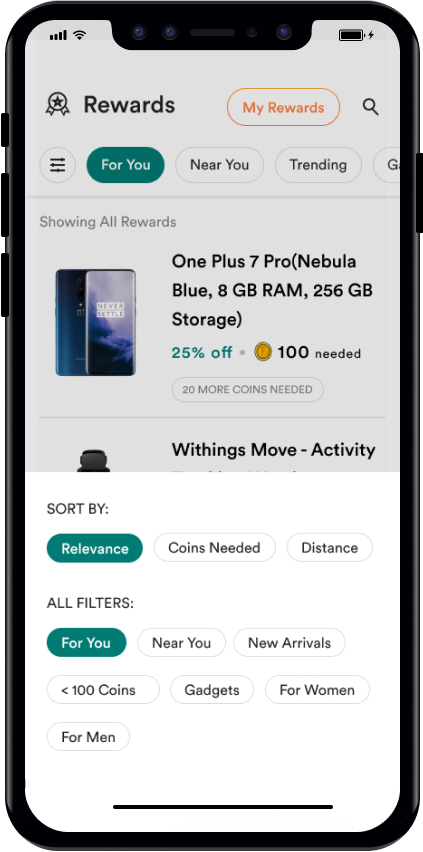 Rewards
My Rewards
For You
Near You
Trending
Showing All Rewards
One Plus 7 Pro(Nebula
Blue, 8 GB RAM, 256 GB
Storage)
NEVER
SETTLE
25% off • 100 needed
20 MORE COINS NEEDED
Withings Move - Activity
SORT BY:
Relevance
Coins Needed
Distance
ALL FILTERS:
For You
Near You
New Arrivals
< 100 Coins
Gadgets
For Women
For Men